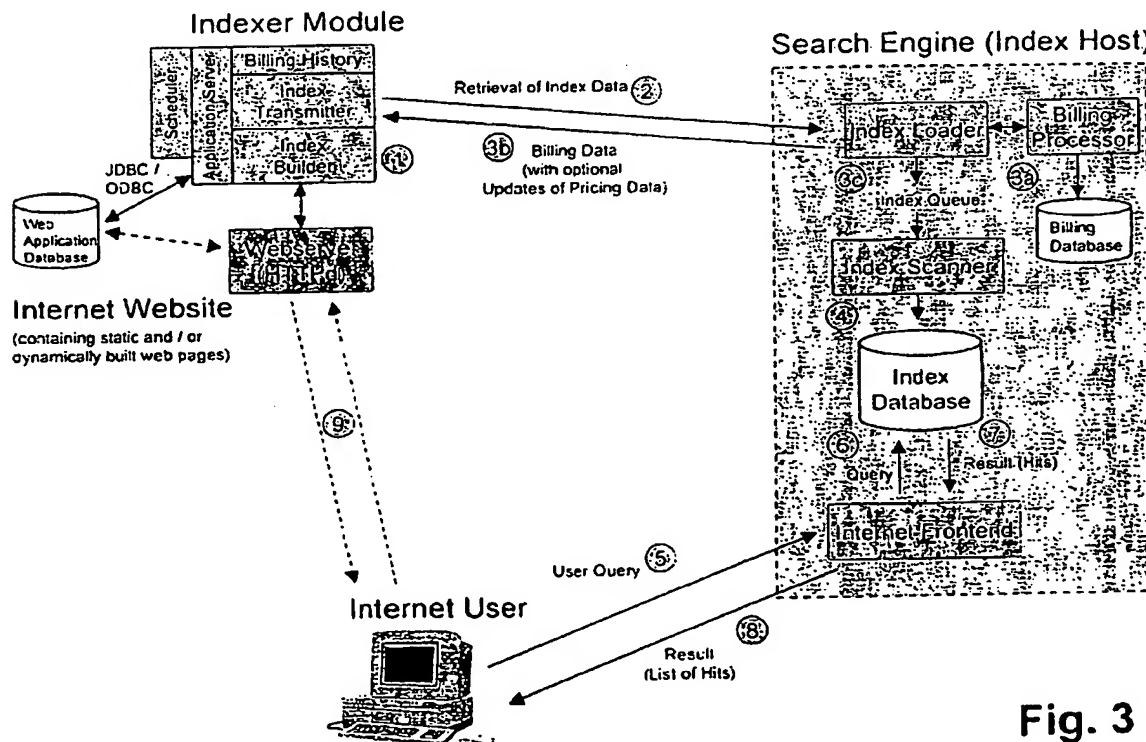 Indexer Module
Scheduler
Application Server
Billing History
Index-
Transmitter
Index
Builder
1
JDBC /
ODBC
Web
Application
Database
Webserver
(HTTPd)
Internet Website
(containing static and / or
dynamically built web pages)
Retrieval of Index Data 2
3b Billing Data
(with optional
Updates of Pricing Data)
Search Engine (Index Host)
Index Loader
Billing
Processor
3c
3a
Index Queue
Billing
Database
Index Scanner
4
Index
Database
6
7
Query
Result (Hits)
Internet Frontend
9
User Query 5
Internet User
8
Result
(List of Hits)
Fig. 3